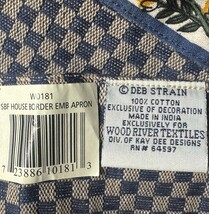 W0181
SBF HOUSE BORDER EMB APRON
7 23886 10181 3
© DEB STRAIN
100% COTTON
EXCLUSIVE OF DECORATION
MADE IN INDIA
EXCLUSIVELY FOR
WOOD RIVER TEXTILES
DIV. OF KAY DEE DESIGNS
RN# 64597